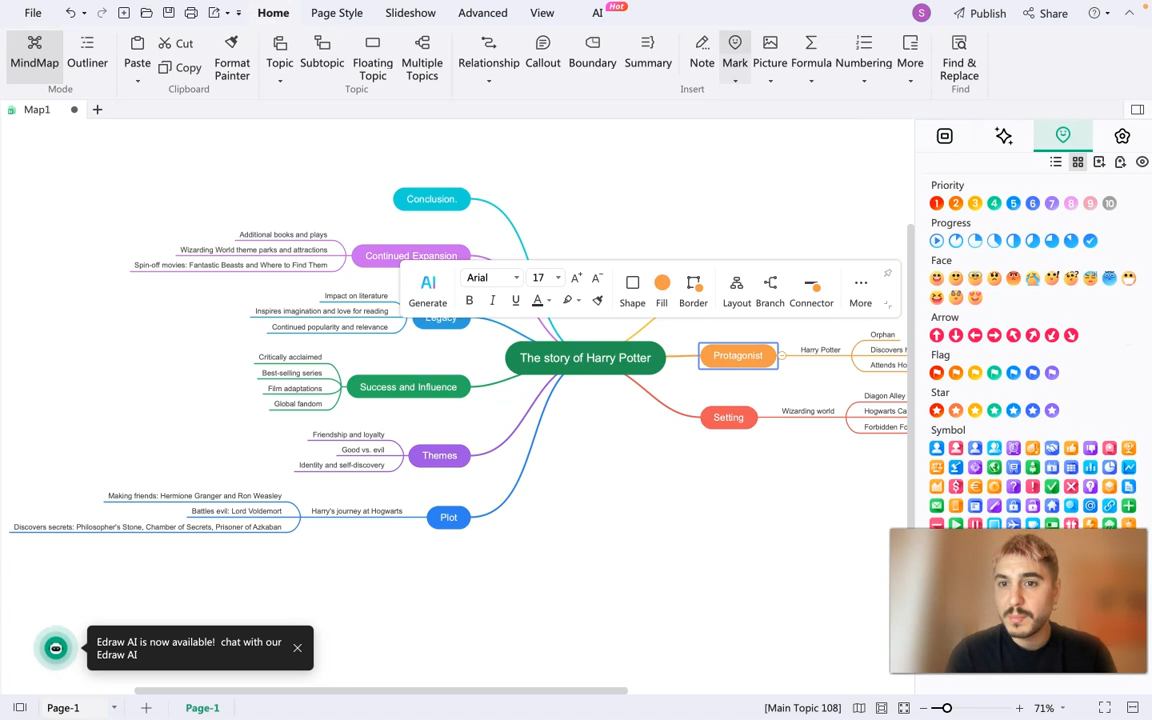 File
Home
Page Style
Slideshow
Advanced
View
AI
Hot
S
Publish
Share
MindMap
Outliner
Mode
Paste
Cut
Copy
Format
Painter
Clipboard
Topic
Subtopic
Floating
Topic
Multiple
Topics
Topic
Relationship
Callout
Boundary
Summary
Note
Mark
Picture
Formula
Numbering
More
Insert
Find &
Replace
Find
Map1
Conclusion.
Additional books and plays
Wizarding World theme parks and attractions
Spin-off movies: Fantastic Beasts and Where to Find Them
Continued Expansion
Generate
Arial
17
A+
A-
B
I
U
A
Shape
Fill
Border
Layout
Branch
Connector
More
Impact on literature
Inspires imagination and love for reading
Continued popularity and relevance
Legacy
The story of Harry Potter
Protagonist
Harry Potter
Orphan
Discovers
Attends
Critically acclaimed
Best-selling series
Film adaptations
Global fandom
Success and Influence
Setting
Wizarding world
Diagon Alley
Hogwarts
Forbidden
Friendship and loyalty
Good vs. evil
Identity and self-discovery
Themes
Making friends: Hermione Granger and Ron Weasley
Battles evil: Lord Voldemort
Discovers secrets: Philosopher's Stone, Chamber of Secrets, Prisoner of Azkaban
Harry's journey at Hogwarts
Plot
Priority
1 2 3 4 5 6 7 8 9 10
Progress
Face
Arrow
Flag
Star
Symbol
Edraw AI is now available! chat with our
Edraw AI
Page-1
Page-1
[Main Topic 108]
71%